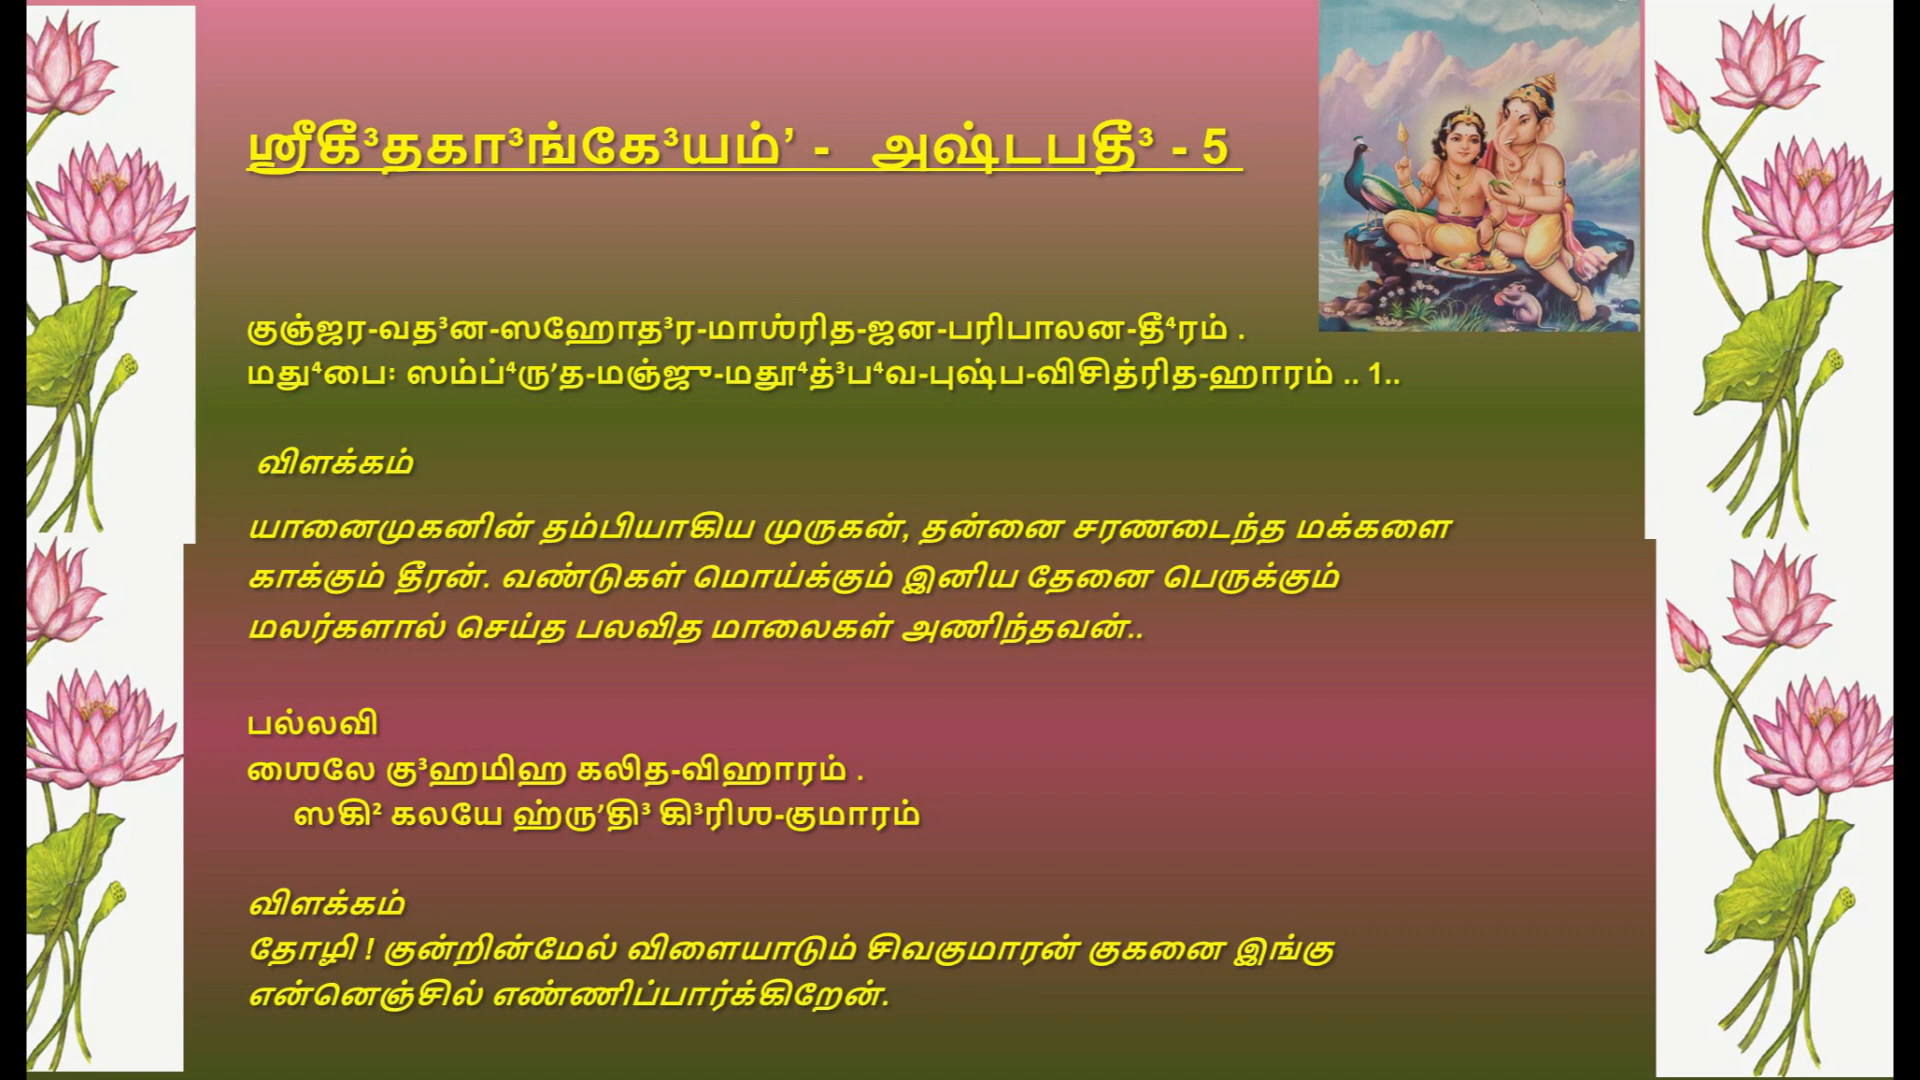 ஶ்ரீகீ³தகா³ங்கே³யம்ʼ - அஷ்டபதீ³ - 5
குஞ்ஜர-வத³ன-ஸஹோத³ர-மாஶ்ரித-ஜன-பரிபாலன-தீ⁴ரம் .
மது⁴பை꞉ ஸம்ப்⁴ருʼத-மஞ்ஜு-மதூ⁴த்³ப⁴வ-புஷ்ப-விசித்ரித-ஹாரம் .. 1..
விளக்கம்
யானைமுகனின் தம்பியாகிய முருகன், தன்னை சரணடைந்த மக்களை
காக்கும் தீரன். வண்டுகள் மொய்க்கும் இனிய தேனை பெருக்கும்
மலர்களால் செய்த பலவித மாலைகள் அணிந்தவன்..
பல்லவி
ஶைலே கு³ஹமிஹ கலித-விஹாரம் .
ஸகி² கலயே ஹ்ருʼதி³ கி³ரிஶ-குமாரம்
விளக்கம்
தோழி ! குன்றின்மேல் விளையாடும் சிவகுமாரன் குகனை இங்கு
என்னெஞ்சில் எண்ணிப்பார்க்கிறேன்.